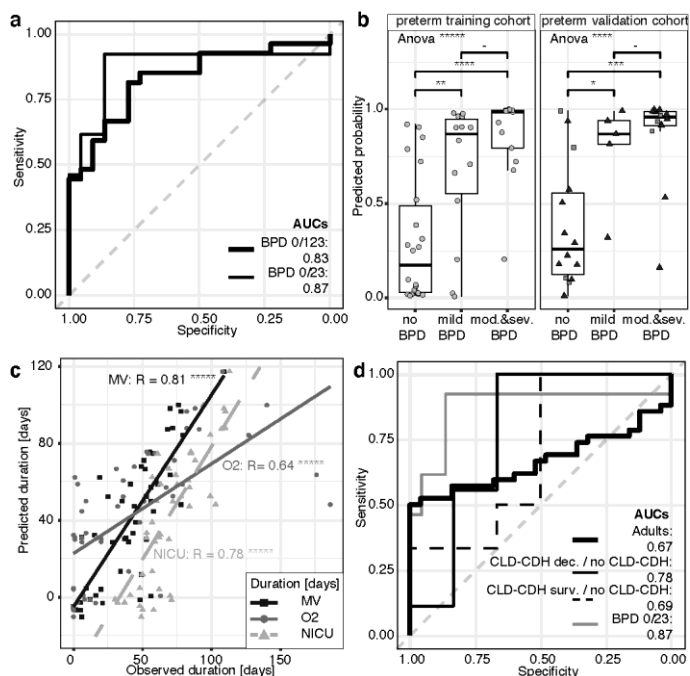 a
1.00
0.75
0.50
0.25
0.00
Sensitivity
AUCs
BPD 0/123:
0.83
BPD 0/23:
0.87
1.00 0.75 0.50 0.25 0.00
Specificity
b
preterm training cohort preterm validation cohort
Anova ***** Anova ****
- -
**** ***
** *
1.0
0.5
0.0
Predicted probability
no mild mod.&sev. no mild mod.&sev.
BPD BPD BPD BPD BPD BPD
c
120
80
40
0
Predicted duration [days]
MV: R = 0.81 *****
O2: R= 0.64 *****
NICU: R = 0.78 *****
Duration [days]
MV
O2
NICU
0 50 100 150
Observed duration [days]
d
1.00
0.75
0.50
0.25
0.00
Sensitivity
AUCs
Adults:
0.67
CLD-CDH dec. / no CLD-CDH:
0.78
CLD-CDH surv. / no CLD-CDH:
0.69
BPD 0/23:
0.87
1.00 0.75 0.50 0.25 0.00
Specificity